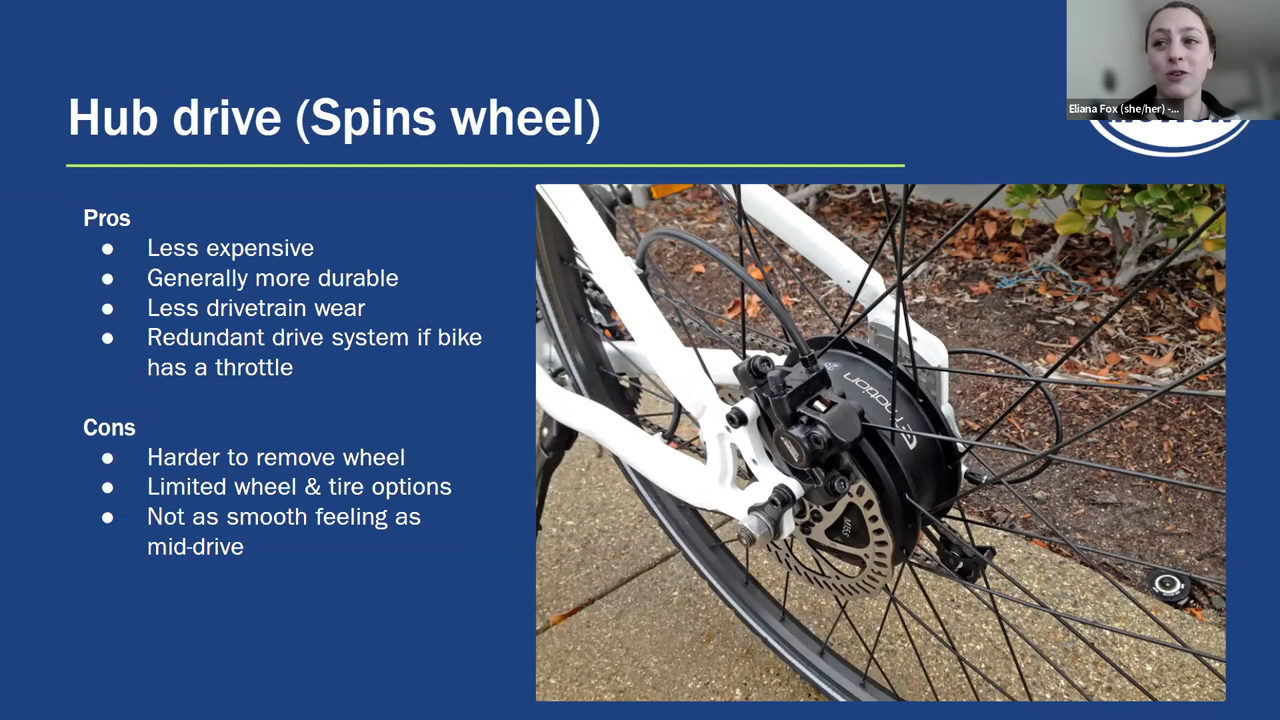 Eliana Fox (she/her) -...
Hub drive (Spins wheel)
Pros
● Less expensive
● Generally more durable
● Less drivetrain wear
● Redundant drive system if bike
has a throttle
Cons
● Harder to remove wheel
● Limited wheel & tire options
● Not as smooth feeling as
mid-drive
motion